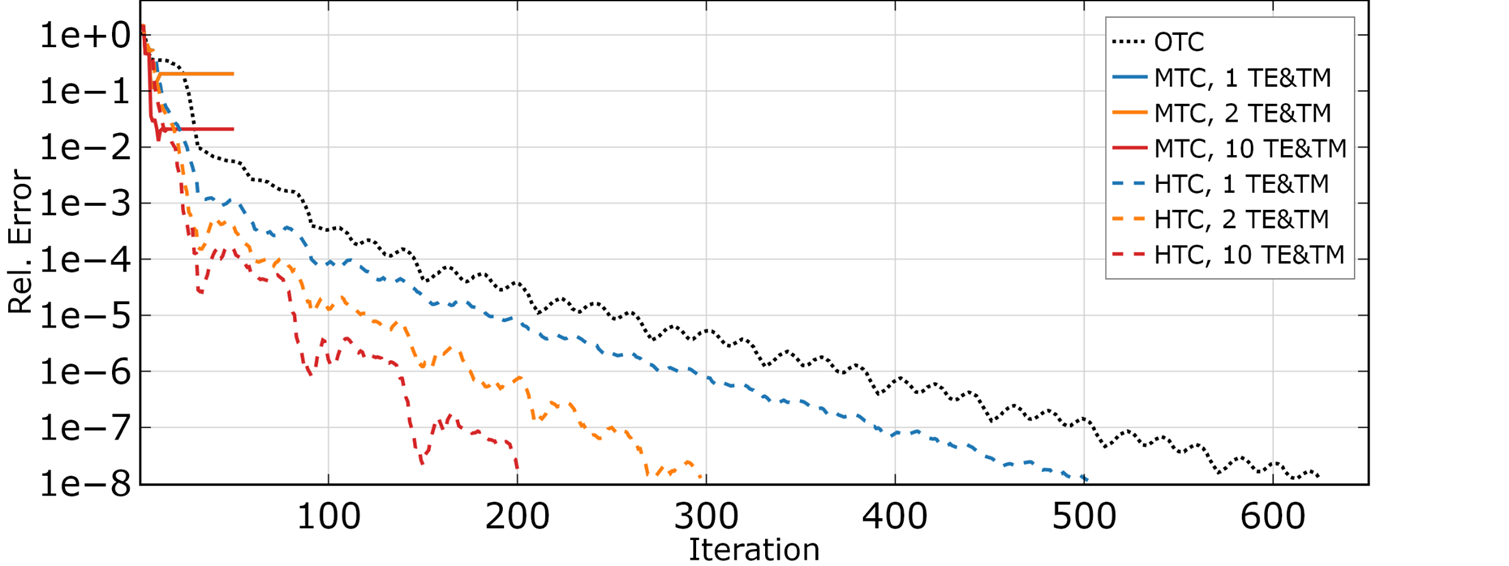 1e+0
1e−1
1e−2
1e−3
1e−4
1e−5
1e−6
1e−7
1e−8
Rel. Error
100 200 300 400 500 600
Iteration
OTC
MTC, 1 TE&TM
MTC, 2 TE&TM
MTC, 10 TE&TM
HTC, 1 TE&TM
HTC, 2 TE&TM
HTC, 10 TE&TM